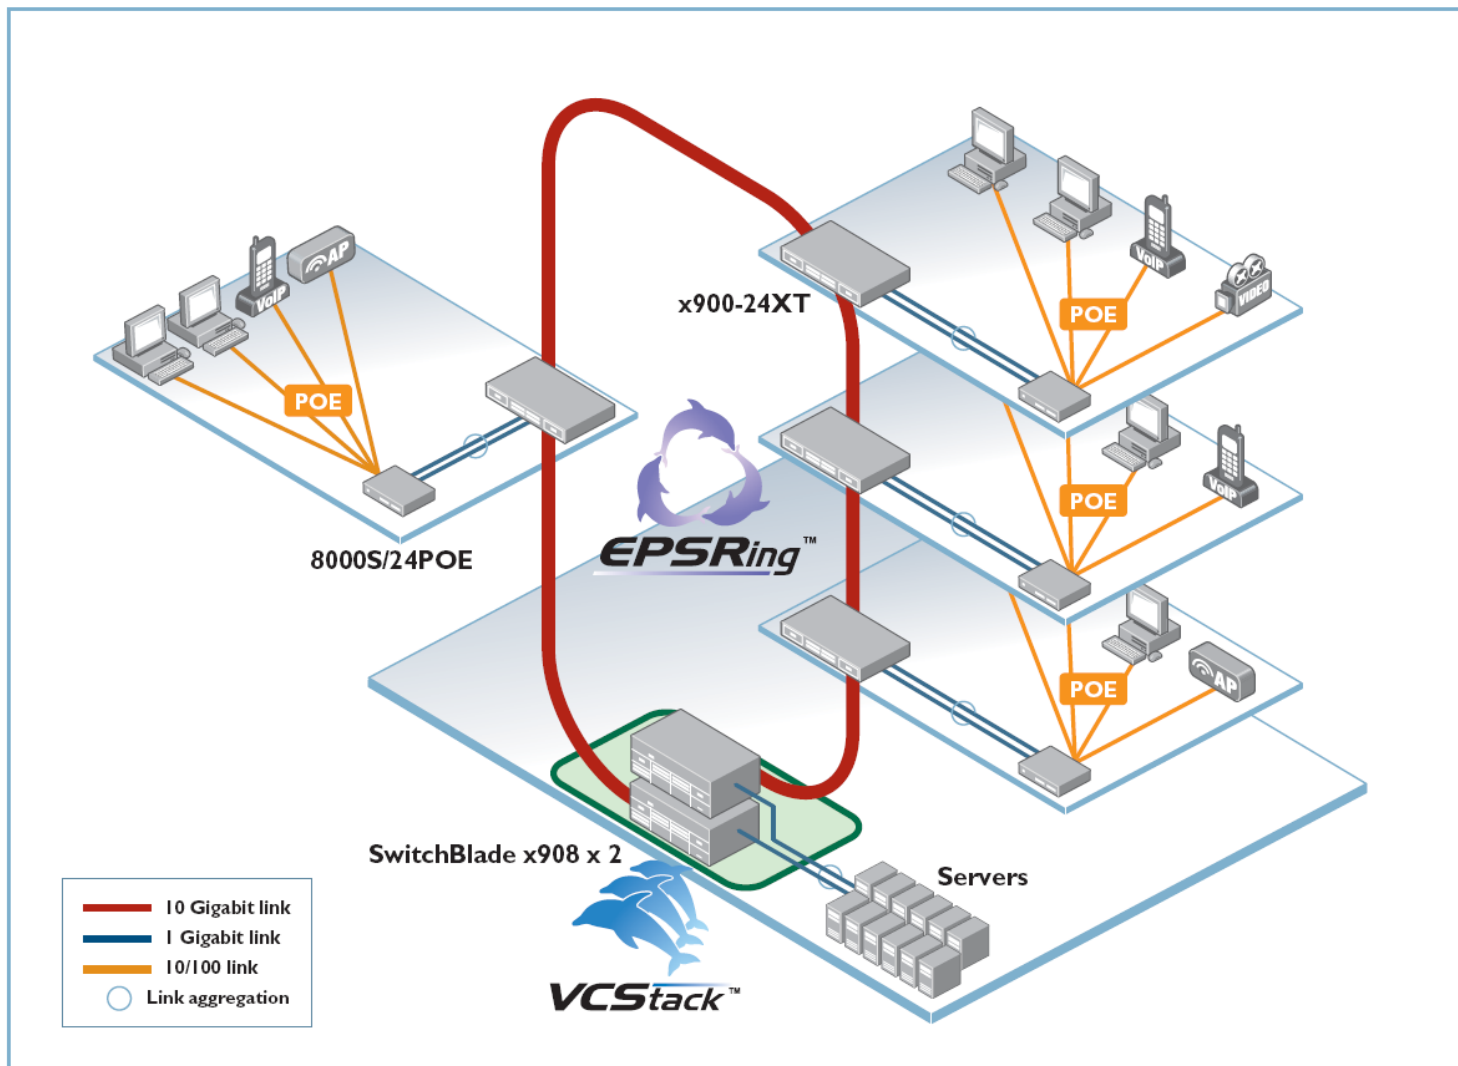 AP
VoIP
POE
8000S/24POE
x900-24XT
VoIP
VIDEO
POE
EPSRing™
POE
VoIP
POE
AP
SwitchBlade x908 x 2
VCStack™
Servers
10 Gigabit link
1 Gigabit link
10/100 link
Link aggregation